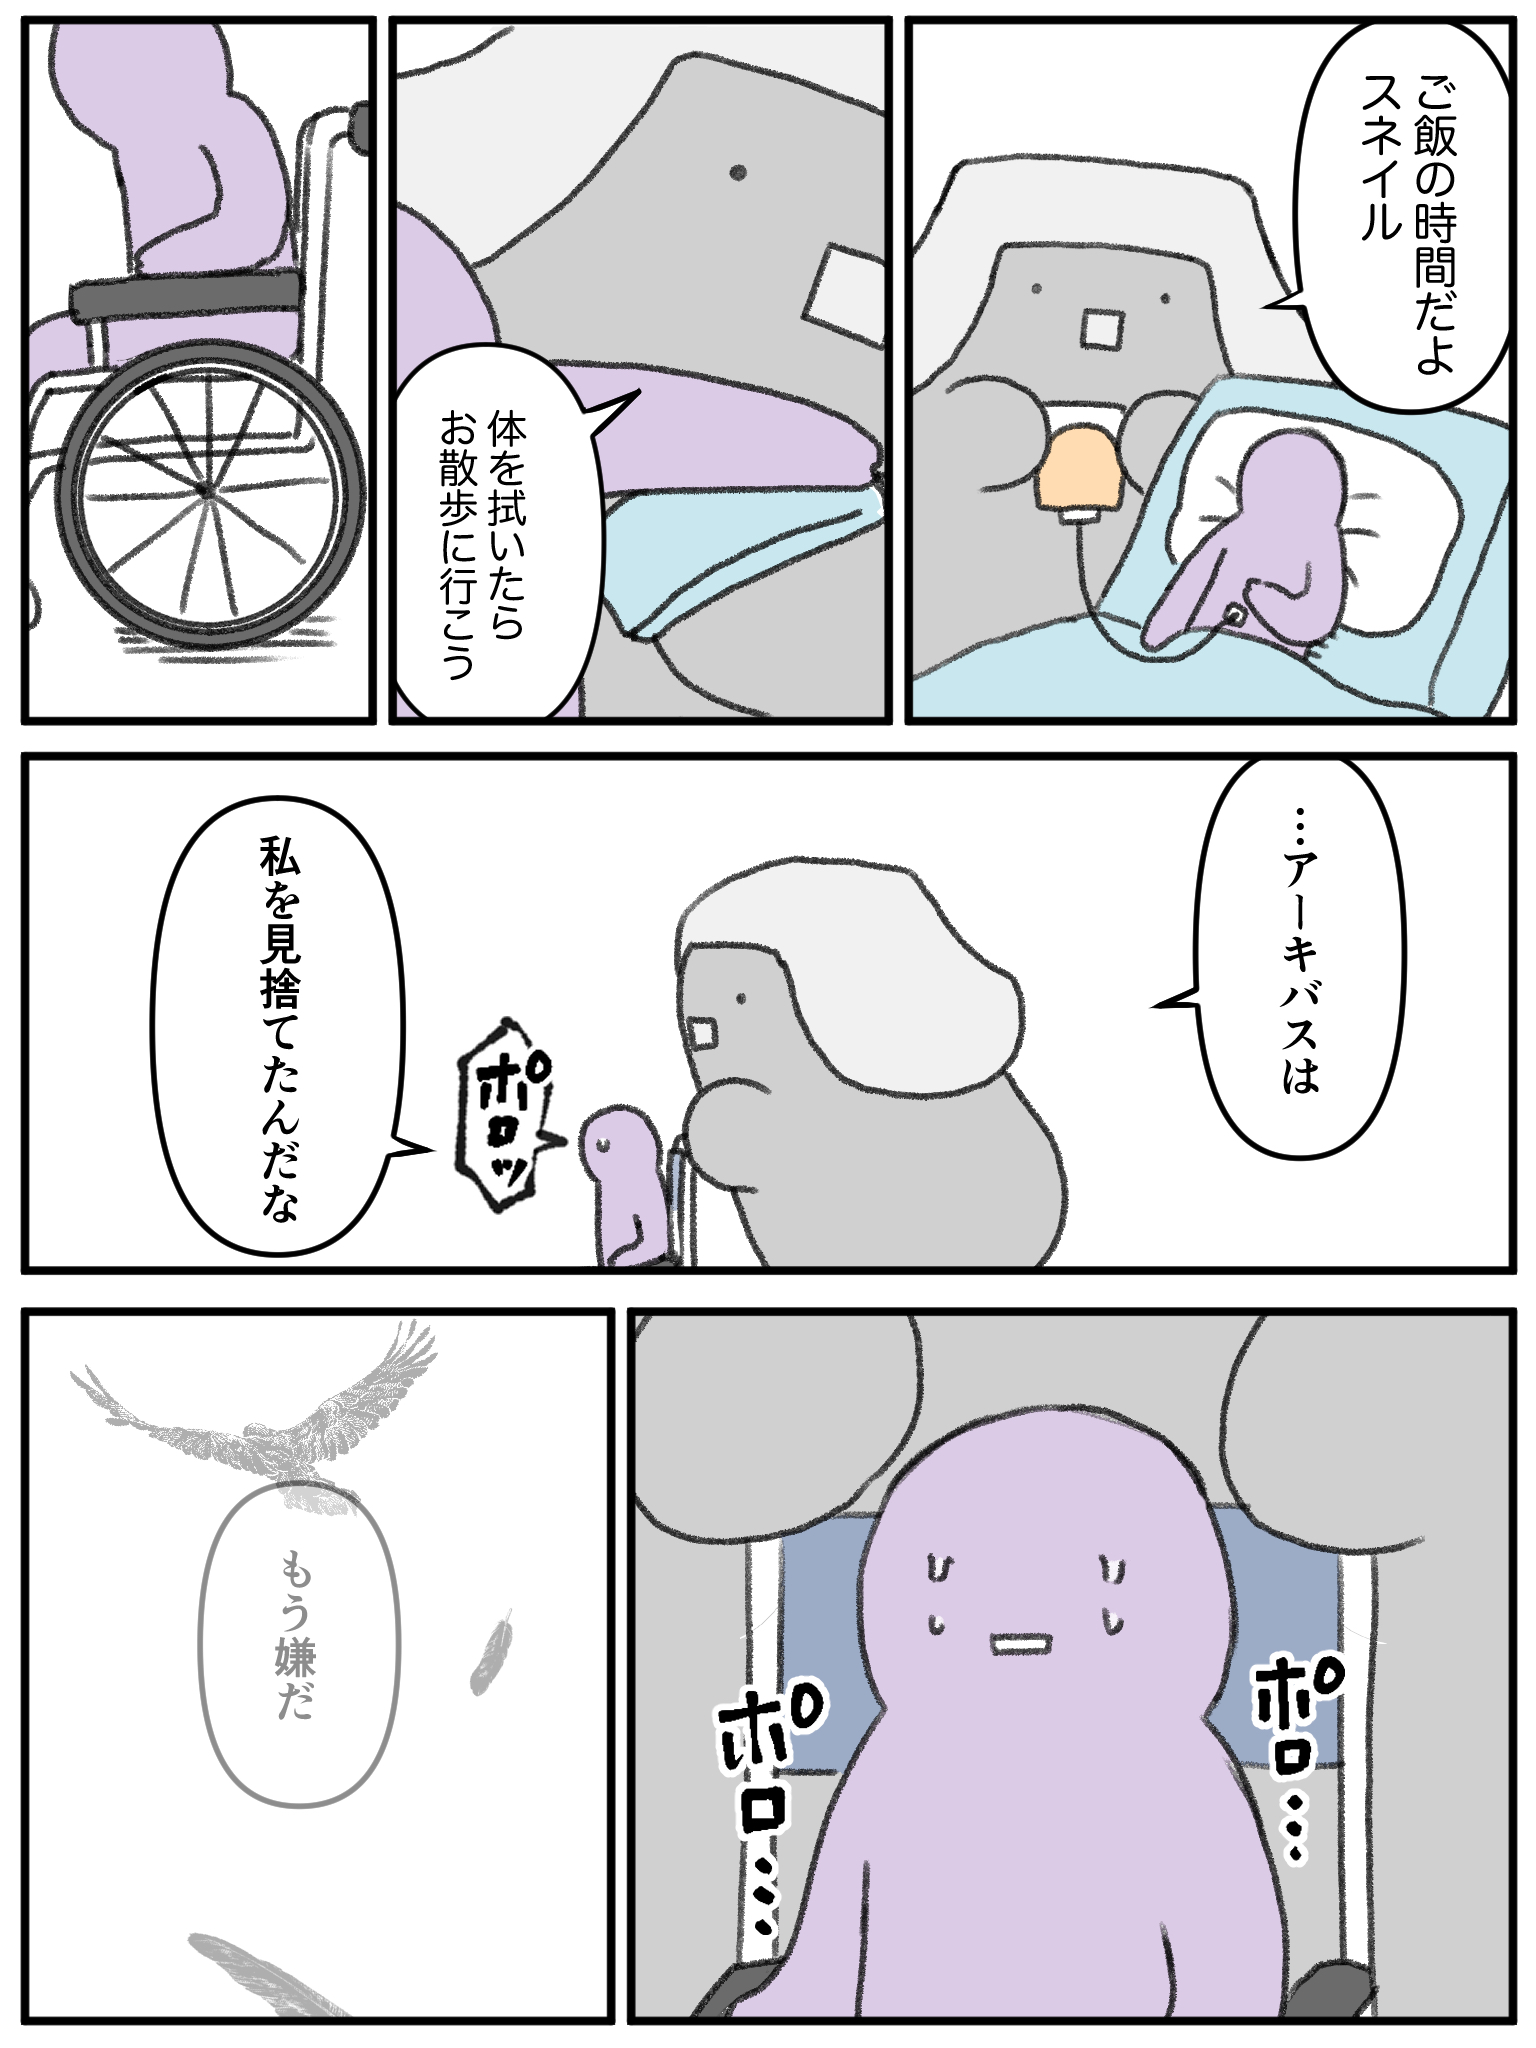 ご飯の時間だよ
スネイル
体を拭いたら
お散歩に行こう
…アーキバスは
ポロッ
私を見捨てたんだな
ポロ…
ポロ…
もう嫌だ